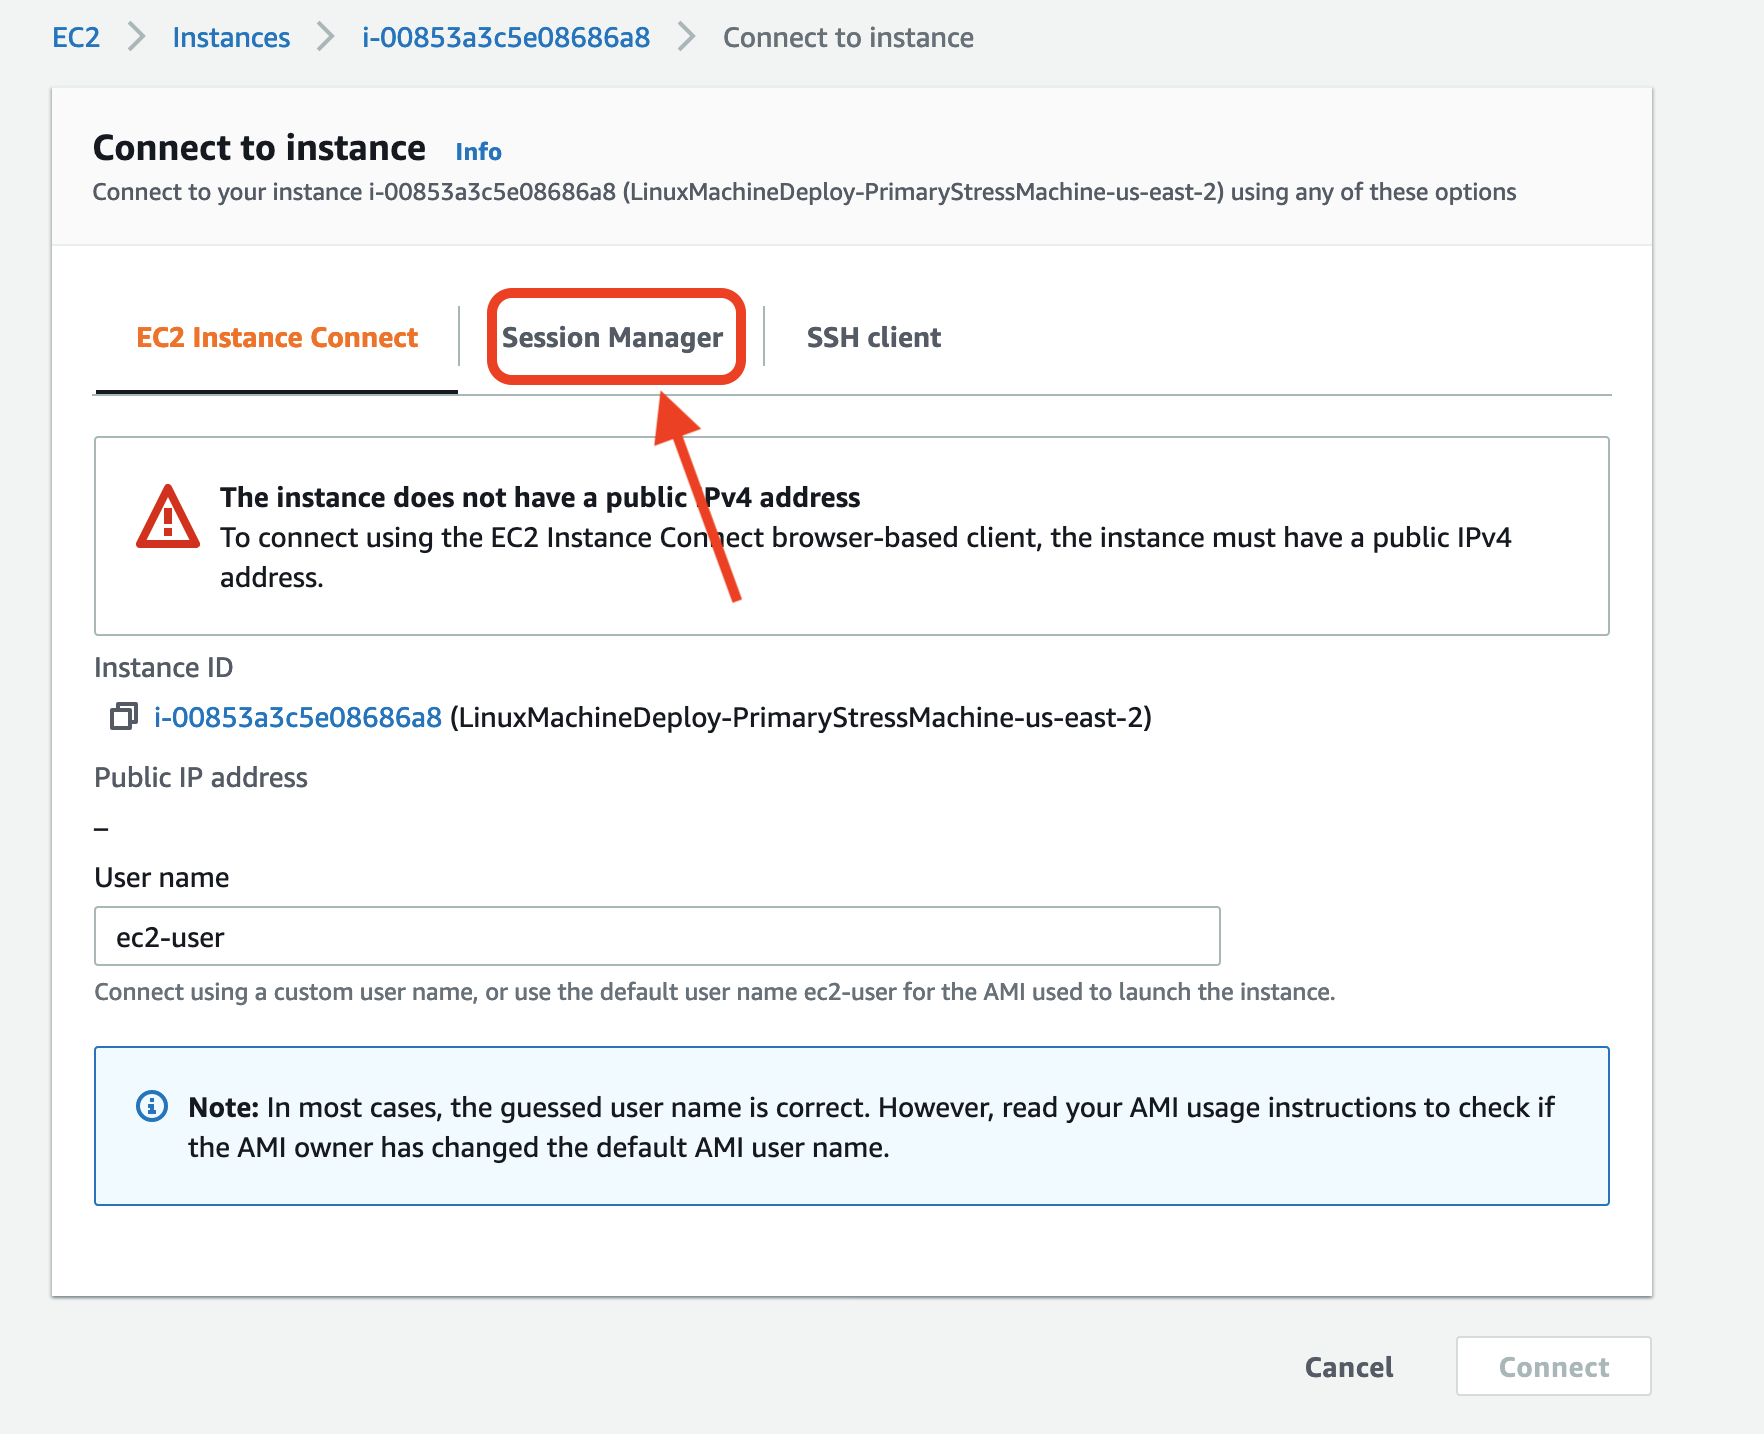 EC2 > Instances > i-00853a3c5e08686a8 > Connect to instance
Connect to instance Info
Connect to your instance i-00853a3c5e08686a8 (LinuxMachineDeploy-PrimaryStressMachine-us-east-2) using any of these options
EC2 Instance Connect Session Manager SSH client
The instance does not have a public IPv4 address
To connect using the EC2 Instance Connect browser-based client, the instance must have a public IPv4
address.
Instance ID
i-00853a3c5e08686a8 (LinuxMachineDeploy-PrimaryStressMachine-us-east-2)
Public IP address
–
User name
ec2-user
Connect using a custom user name, or use the default user name ec2-user for the AMI used to launch the instance.
Note: In most cases, the guessed user name is correct. However, read your AMI usage instructions to check if
the AMI owner has changed the default AMI user name.
Cancel Connect